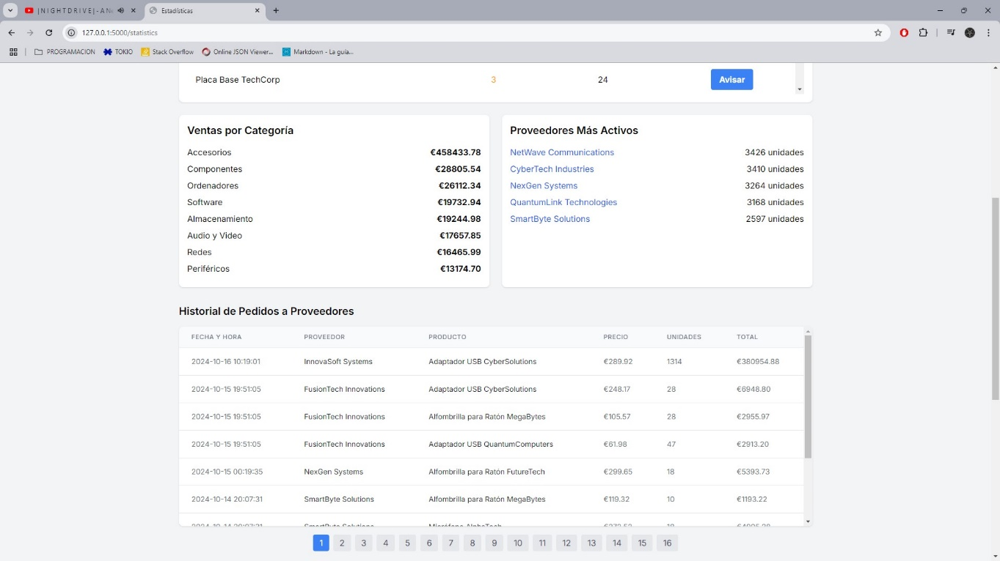 |NIGHTDRIVE|-AN
Estadísticas
127.0.0.1:5000/statistics
PROGRAMACION
TOKIO
Stack Overflow
Online JSON Viewer...
Markdown - La guía...
Placa Base TechCorp 3 24 Avisar
Ventas por Categoría
Accesorios €458433.78
Componentes €28805.54
Ordenadores €26112.34
Software €19732.94
Almacenamiento €19244.98
Audio y Video €17657.85
Redes €16465.99
Periféricos €13174.70
Proveedores Más Activos
NetWave Communications 3426 unidades
CyberTech Industries 3410 unidades
NexGen Systems 3264 unidades
QuantumLink Technologies 3168 unidades
SmartByte Solutions 2597 unidades
Historial de Pedidos a Proveedores
FECHA Y HORA PROVEEDOR PRODUCTO PRECIO UNIDADES TOTAL
2024-10-16 10:19:01 InnovaSoft Systems Adaptador USB CyberSolutions €289.92 1314 €380954.88
2024-10-15 19:51:05 FusionTech Innovations Adaptador USB CyberSolutions €248.17 28 €6948.80
2024-10-15 19:51:05 FusionTech Innovations Alfombrilla para Ratón MegaBytes €105.57 28 €2955.97
2024-10-15 19:51:05 FusionTech Innovations Adaptador USB QuantumComputers €61.98 47 €2913.20
2024-10-15 00:19:35 NexGen Systems Alfombrilla para Ratón FutureTech €299.65 18 €5393.73
2024-10-14 20:07:31 SmartByte Solutions Alfombrilla para Ratón MegaBytes €119.32 10 €1193.22
2024-10-14 20:07:31 SmartByte Solutions Micrófono AlphaTech
1 2 3 4 5 6 7 8 9 10 11 12 13 14 15 16